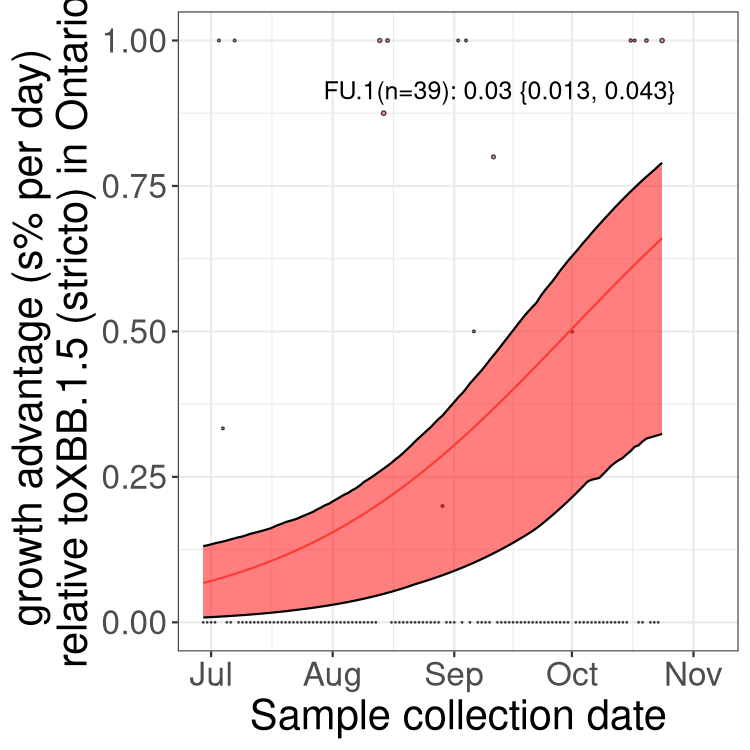 growth advantage (s% per day)
relative toXBB.1.5 (stricto) in Ontario
1.00
0.75
0.50
0.25
0.00
FU.1(n=39): 0.03 {0.013, 0.043}
Jul Aug Sep Oct Nov
Sample collection date